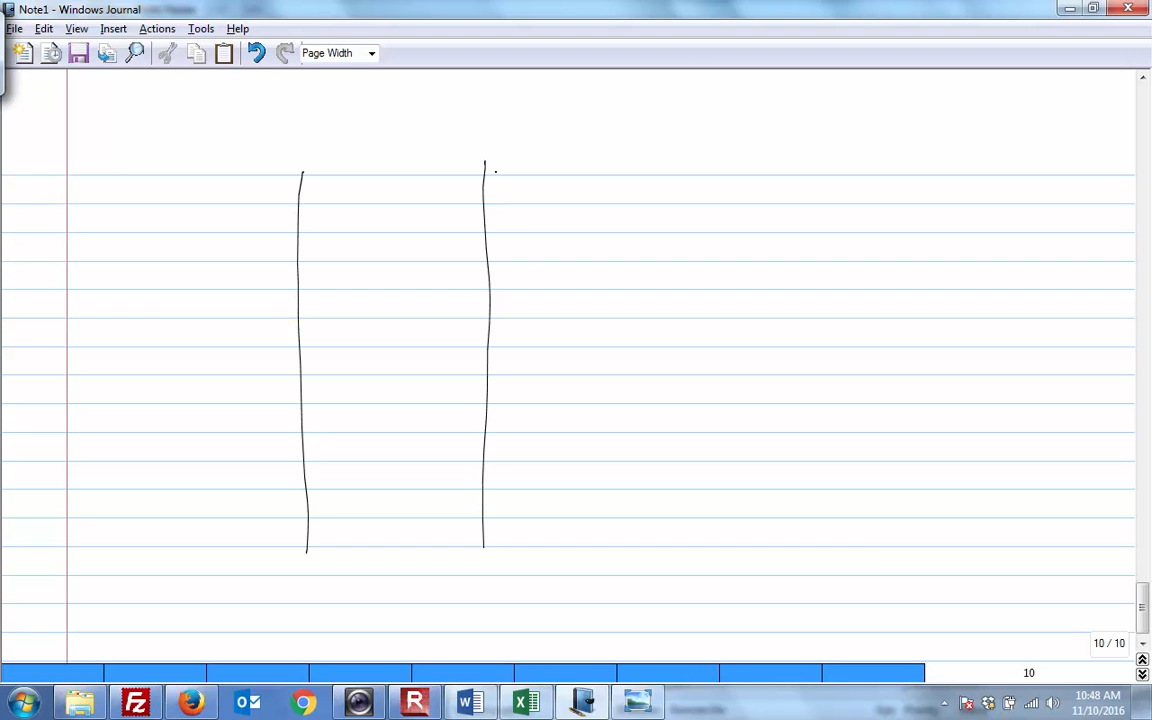 Note1 - Windows Journal
File Edit View Insert Actions Tools Help
Page Width
10 / 10
10
10:48 AM
11/10/2016